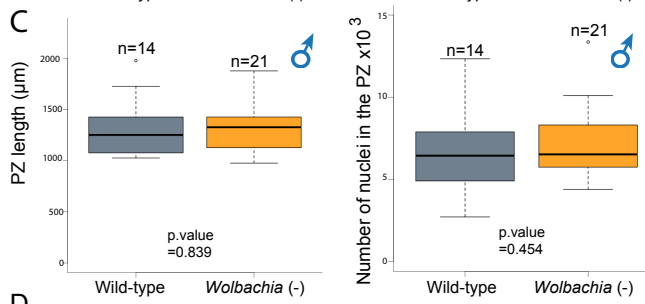 C
PZ length (μm)
2000
1500
1000
500
0
n=14
n=21
♂
p.value
=0.839
Wild-type
Wolbachia (-)
Number of nuclei in the PZ x10 3
15
10
5
0
n=14
n=21
♂
p.value
=0.454
Wild-type
Wolbachia (-)